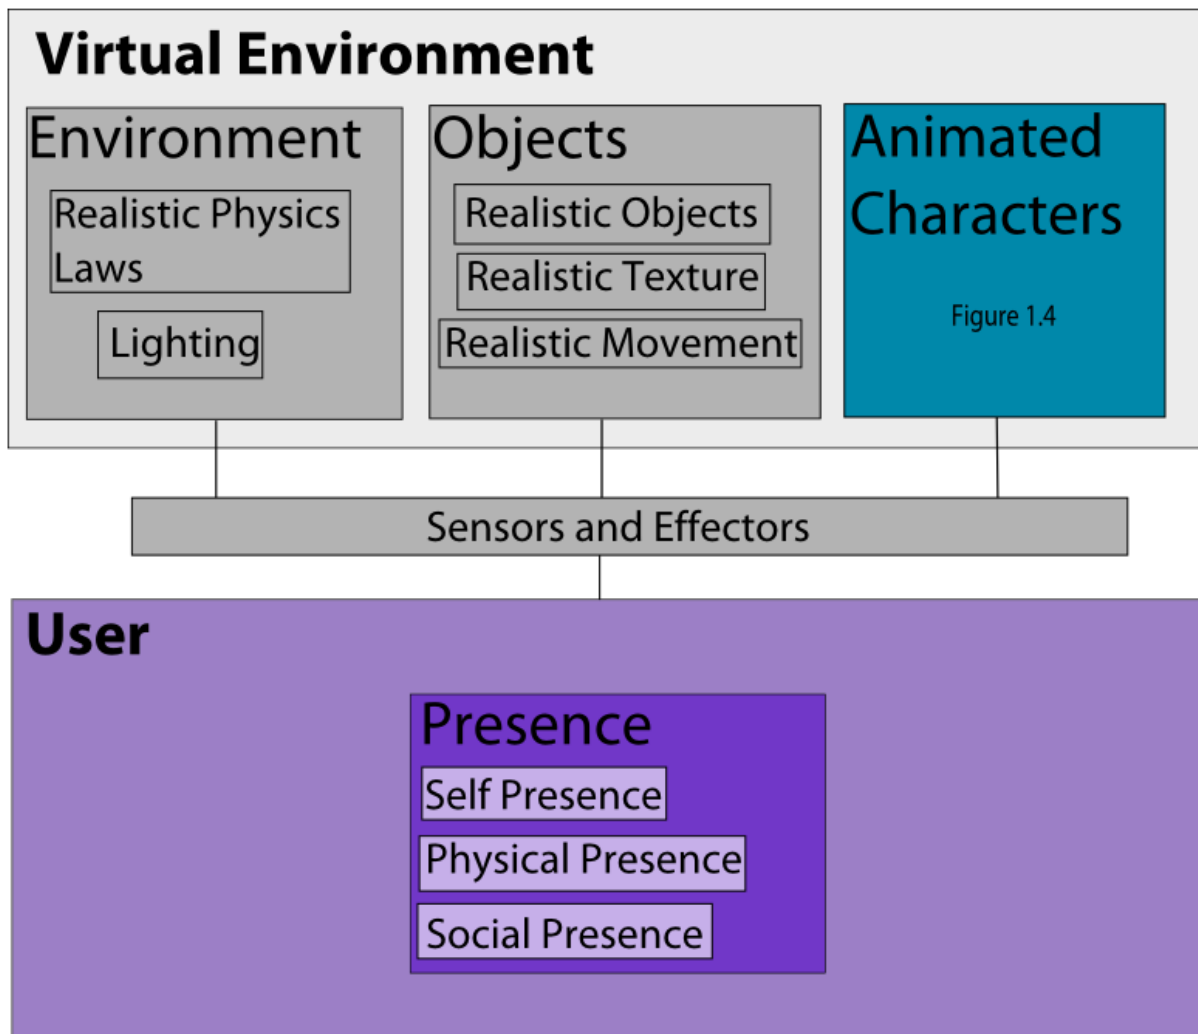 Virtual Environment
Environment
Realistic Physics
Laws
Lighting
Objects
Realistic Objects
Realistic Texture
Realistic Movement
Animated
Characters
Figure 1.4
Sensors and Effectors
User
Presence
Self Presence
Physical Presence
Social Presence